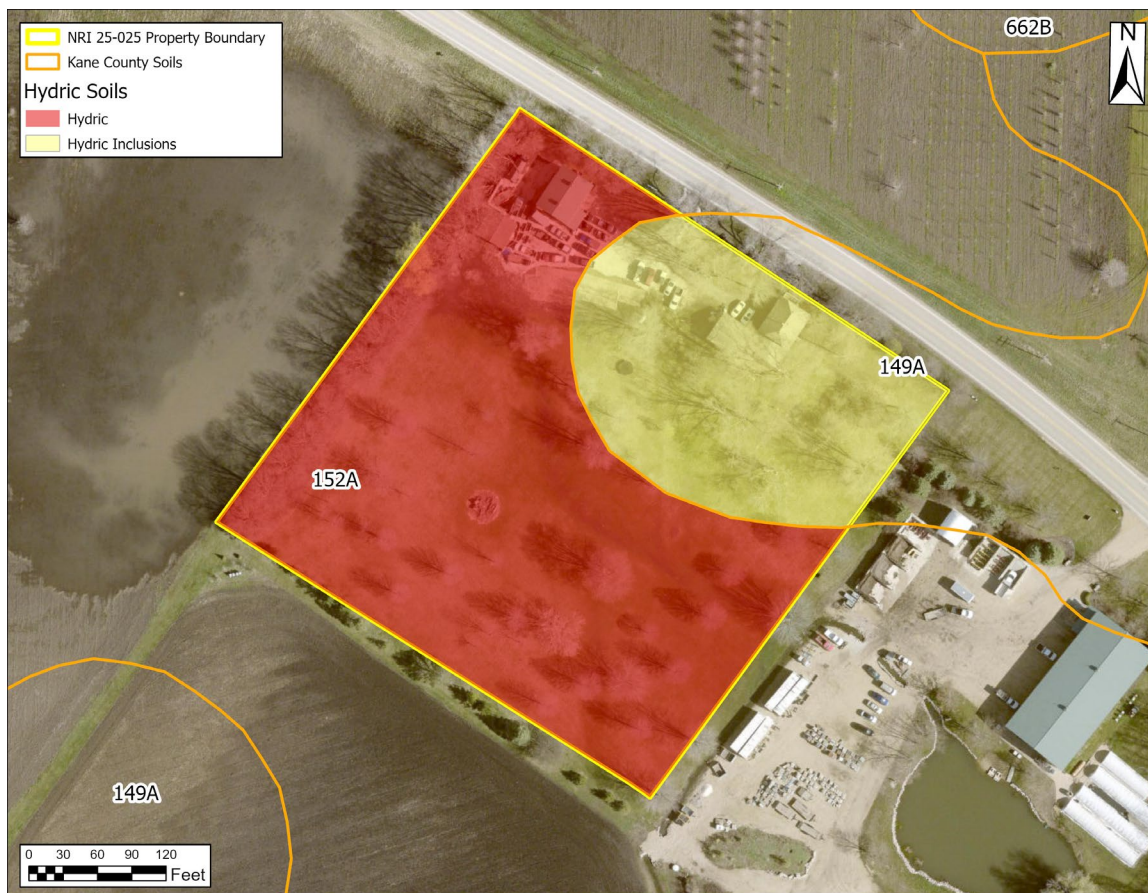 NRI 25-025 Property Boundary
Kane County Soils
Hydric Soils
Hydric
Hydric Inclusions
662B
N
149A
152A
149A
0 30 60 90 120
Feet